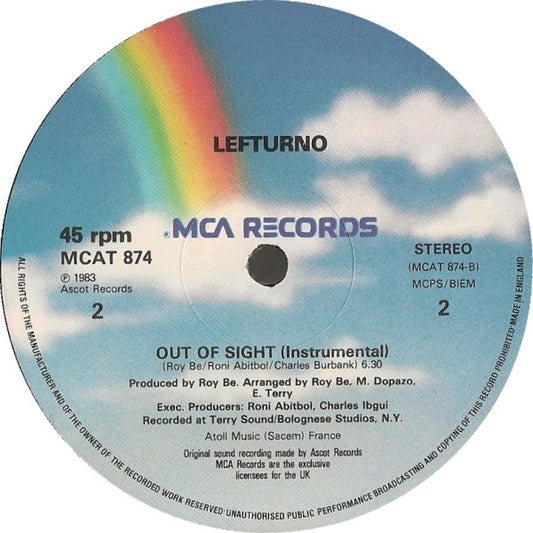 LEFTURNO
MCA RECORDS
45 rpm
MCAT 874
℗ 1983
Ascot Records
2
STEREO
(MCAT 874-B)
MCPS/BIEM
2
OUT OF SIGHT (Instrumental)
(Roy Be/Roni Abitbol/Charles Burbank) 6.30
Produced by Roy Be. Arranged by Roy Be, M. Dopazo,
E. Terry
Exec. Producers: Roni Abitbol, Charles Ibgui
Recorded at Terry Sound/Bolognese Studios, N.Y.
Atoll Music (Sacem) France
Original sound recording made by Ascot Records
MCA Records are the exclusive
licensees for the UK
ALL RIGHTS OF THE MANUFACTURER AND OF THE OWNER OF THE RECORDED WORK RESERVED·UNAUTHORISED PUBLIC PERFORMANCE BROADCASTING AND COPYING OF THIS RECORD PROHIBITED·MADE IN ENGLAND